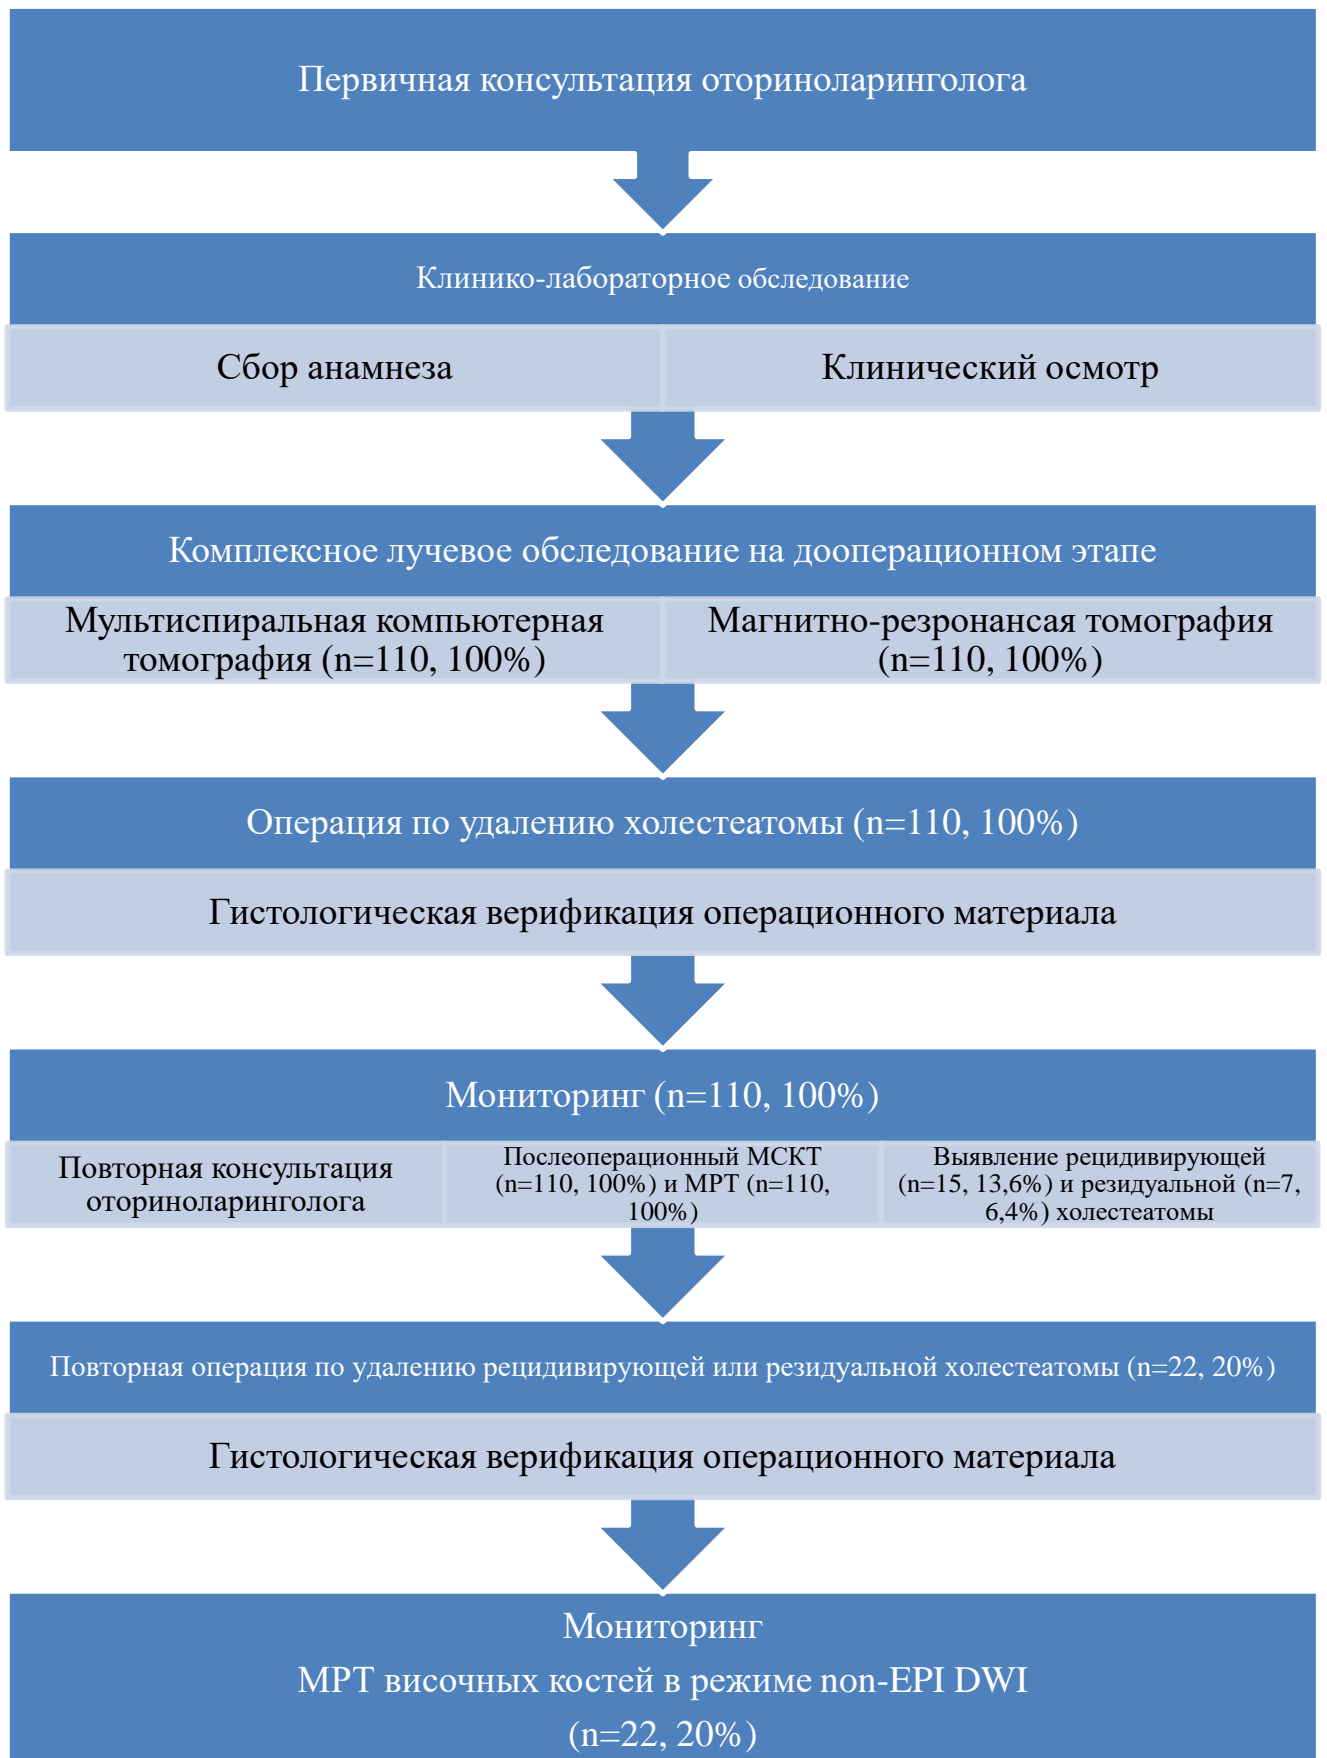 Первичная консультация оториноларинголога
Клинико-лабораторное обследование
Сбор анамнеза
Клинический осмотр
Комплексное лучевое обследование на дооперационном этапе
Мультиспиральная компьютерная
томография (n=110, 100%)
Магнитно-резронансая томография
(n=110, 100%)
Операция по удалению холестеатомы (n=110, 100%)
Гистологическая верификация операционного материала
Мониторинг (n=110, 100%)
Повторная консультация
оториноларинголога
Послеоперационный МСКТ
(n=110, 100%) и МРТ (n=110,
100%)
Выявление рецидивирующей
(n=15, 13,6%) и резидуальной (n=7,
6,4%) холестеатомы
Повторная операция по удалению рецидивирующей или резидуальной холестеатомы (n=22, 20%)
Гистологическая верификация операционного материала
Мониторинг
МРТ височных костей в режиме non-EPI DWI
(n=22, 20%)